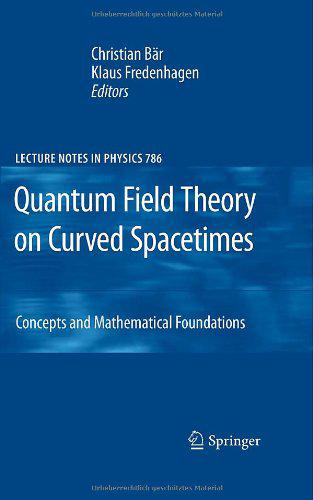 Urheberrechtlich geschütztes Material
Christian Bär
Klaus Fredenhagen
Editors
LECTURE NOTES IN PHYSICS 786
Quantum Field Theory
on Curved Spacetimes
Concepts and Mathematical Foundations
Springer
Urheberrechtlich geschütztes Material